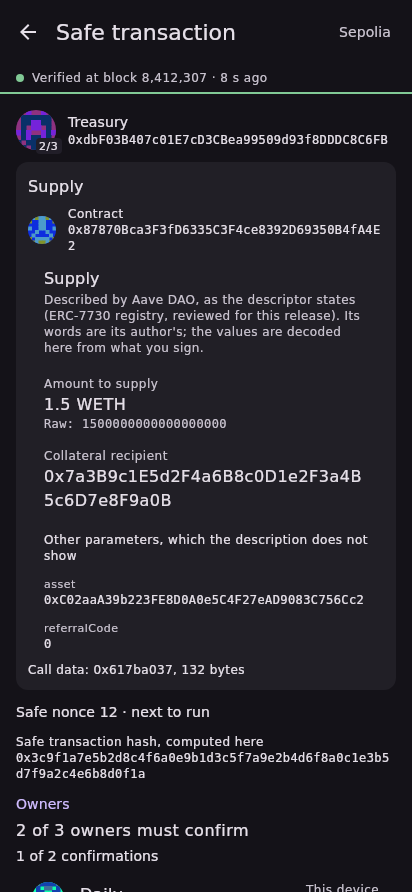 Safe transaction
Sepolia
Verified at block 8,412,307 · 8 s ago
Treasury
2/3
0xdbF03B407c01E7cD3CBea99509d93f8DDDC8C6FB
Supply
Contract
0x87870Bca3F3fD6335C3F4ce8392D69350B4fA4E
2
Supply
Described by Aave DAO, as the descriptor states
(ERC-7730 registry, reviewed for this release). Its
words are its author's; the values are decoded
here from what you sign.
Amount to supply
1.5 WETH
Raw: 1500000000000000000
Collateral recipient
0x7a3B9c1E5d2F4a6B8c0D1e2F3a4B
5c6D7e8F9a0B
Other parameters, which the description does not
show
asset
0xC02aaA39b223FE8D0A0e5C4F27eAD9083C756Cc2
referralCode
0
Call data: 0x617ba037, 132 bytes
Safe nonce 12 · next to run
Safe transaction hash, computed here
0x3c9f1a7e5b2d8c4f6a0e9b1d3c5f7a9e2b4d6f8a0c1e3b5
d7f9a2c4e6b8d0f1a
Owners
2 of 3 owners must confirm
1 of 2 confirmations
Daily
This device